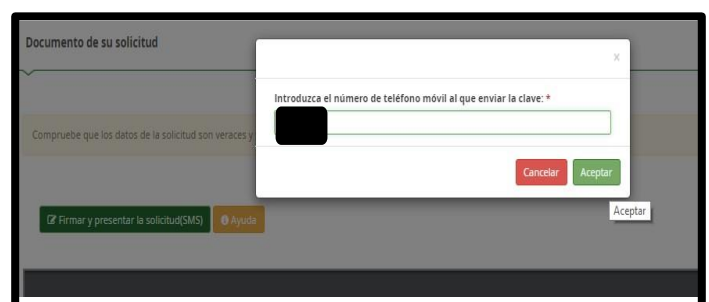 Documento de su solicitud
x
Introduzca el número de teléfono móvil al que enviar la clave: *
Compruebe que los datos de la solicitud son veraces y
Cancelar Aceptar
Aceptar
Firmar y presentar la solicitud(SMS) Ayuda